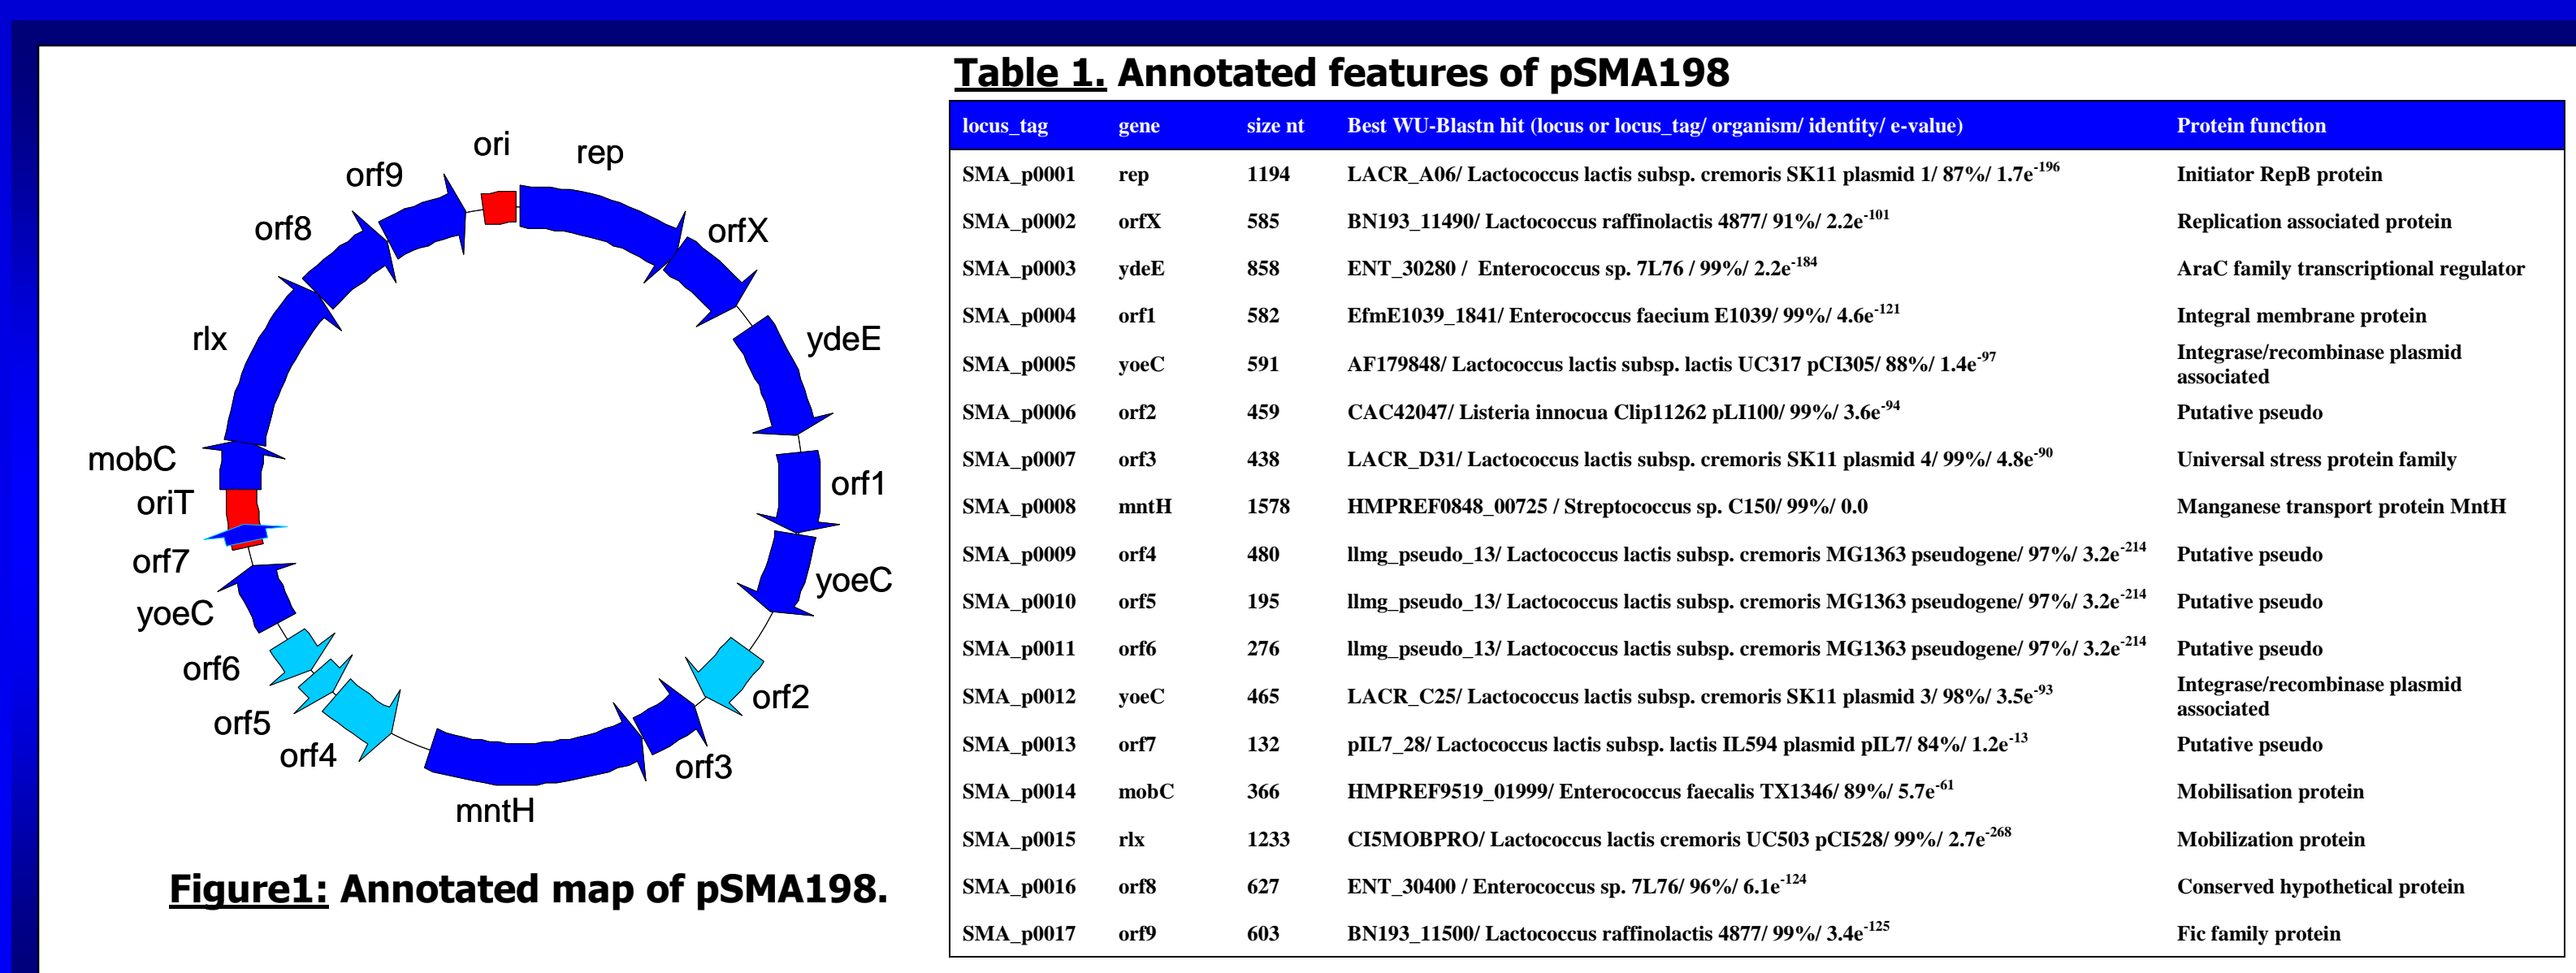 ori
rep
orf9
orf8
orfX
rlx
ydeE
mobC
oriT
orf1
orf7
yoeC
yoeC
orf6
orf2
orf5
orf4
orf3
mntH
Figure1: Annotated map of pSMA198.
Table 1. Annotated features of pSMA198
locus_tag gene size nt Best WU-Blastn hit (locus or locus_tag/ organism/ identity/ e-value) Protein function
SMA_p0001 rep 1194 LACR_A06/ Lactococcus lactis subsp. cremoris SK11 plasmid 1/ 87%/ 1.7e-196 Initiator RepB protein
SMA_p0002 orfX 585 BN193_11490/ Lactococcus raffinolactis 4877/ 91%/ 2.2e-101 Replication associated protein
SMA_p0003 ydeE 858 ENT_30280 / Enterococcus sp. 7L76 / 99%/ 2.2e-184 AraC family transcriptional regulator
SMA_p0004 orf1 582 EfmE1039_1841/ Enterococcus faecium E1039/ 99%/ 4.6e-121 Integral membrane protein
SMA_p0005 yoeC 591 AF179848/ Lactococcus lactis subsp. lactis UC317 pCI305/ 88%/ 1.4e-97 Integrase/recombinase plasmid
associated
SMA_p0006 orf2 459 CAC42047/ Listeria innocua Clip11262 pLI100/ 99%/ 3.6e-94 Putative pseudo
SMA_p0007 orf3 438 LACR_D31/ Lactococcus lactis subsp. cremoris SK11 plasmid 4/ 99%/ 4.8e-90 Universal stress protein family
SMA_p0008 mntH 1578 HMPREF0848_00725 / Streptococcus sp. C150/ 99%/ 0.0 Manganese transport protein MntH
SMA_p0009 orf4 480 llmg_pseudo_13/ Lactococcus lactis subsp. cremoris MG1363 pseudogene/ 97%/ 3.2e-214 Putative pseudo
SMA_p0010 orf5 195 llmg_pseudo_13/ Lactococcus lactis subsp. cremoris MG1363 pseudogene/ 97%/ 3.2e-214 Putative pseudo
SMA_p0011 orf6 276 llmg_pseudo_13/ Lactococcus lactis subsp. cremoris MG1363 pseudogene/ 97%/ 3.2e-214 Putative pseudo
SMA_p0012 yoeC 465 LACR_C25/ Lactococcus lactis subsp. cremoris SK11 plasmid 3/ 98%/ 3.5e-93 Integrase/recombinase plasmid
associated
SMA_p0013 orf7 132 pIL7_28/ Lactococcus lactis subsp. lactis IL594 plasmid pIL7/ 84%/ 1.2e-13 Putative pseudo
SMA_p0014 mobC 366 HMPREF9519_01999/ Enterococcus faecalis TX1346/ 89%/ 5.7e-61 Mobilisation protein
SMA_p0015 rlx 1233 CI5MOBPRO/ Lactococcus lactis cremoris UC503 pCI528/ 99%/ 2.7e-268 Mobilization protein
SMA_p0016 orf8 627 ENT_30400 / Enterococcus sp. 7L76/ 96%/ 6.1e-124 Conserved hypothetical protein
SMA_p0017 orf9 603 BN193_11500/ Lactococcus raffinolactis 4877/ 99%/ 3.4e-125 Fic family protein